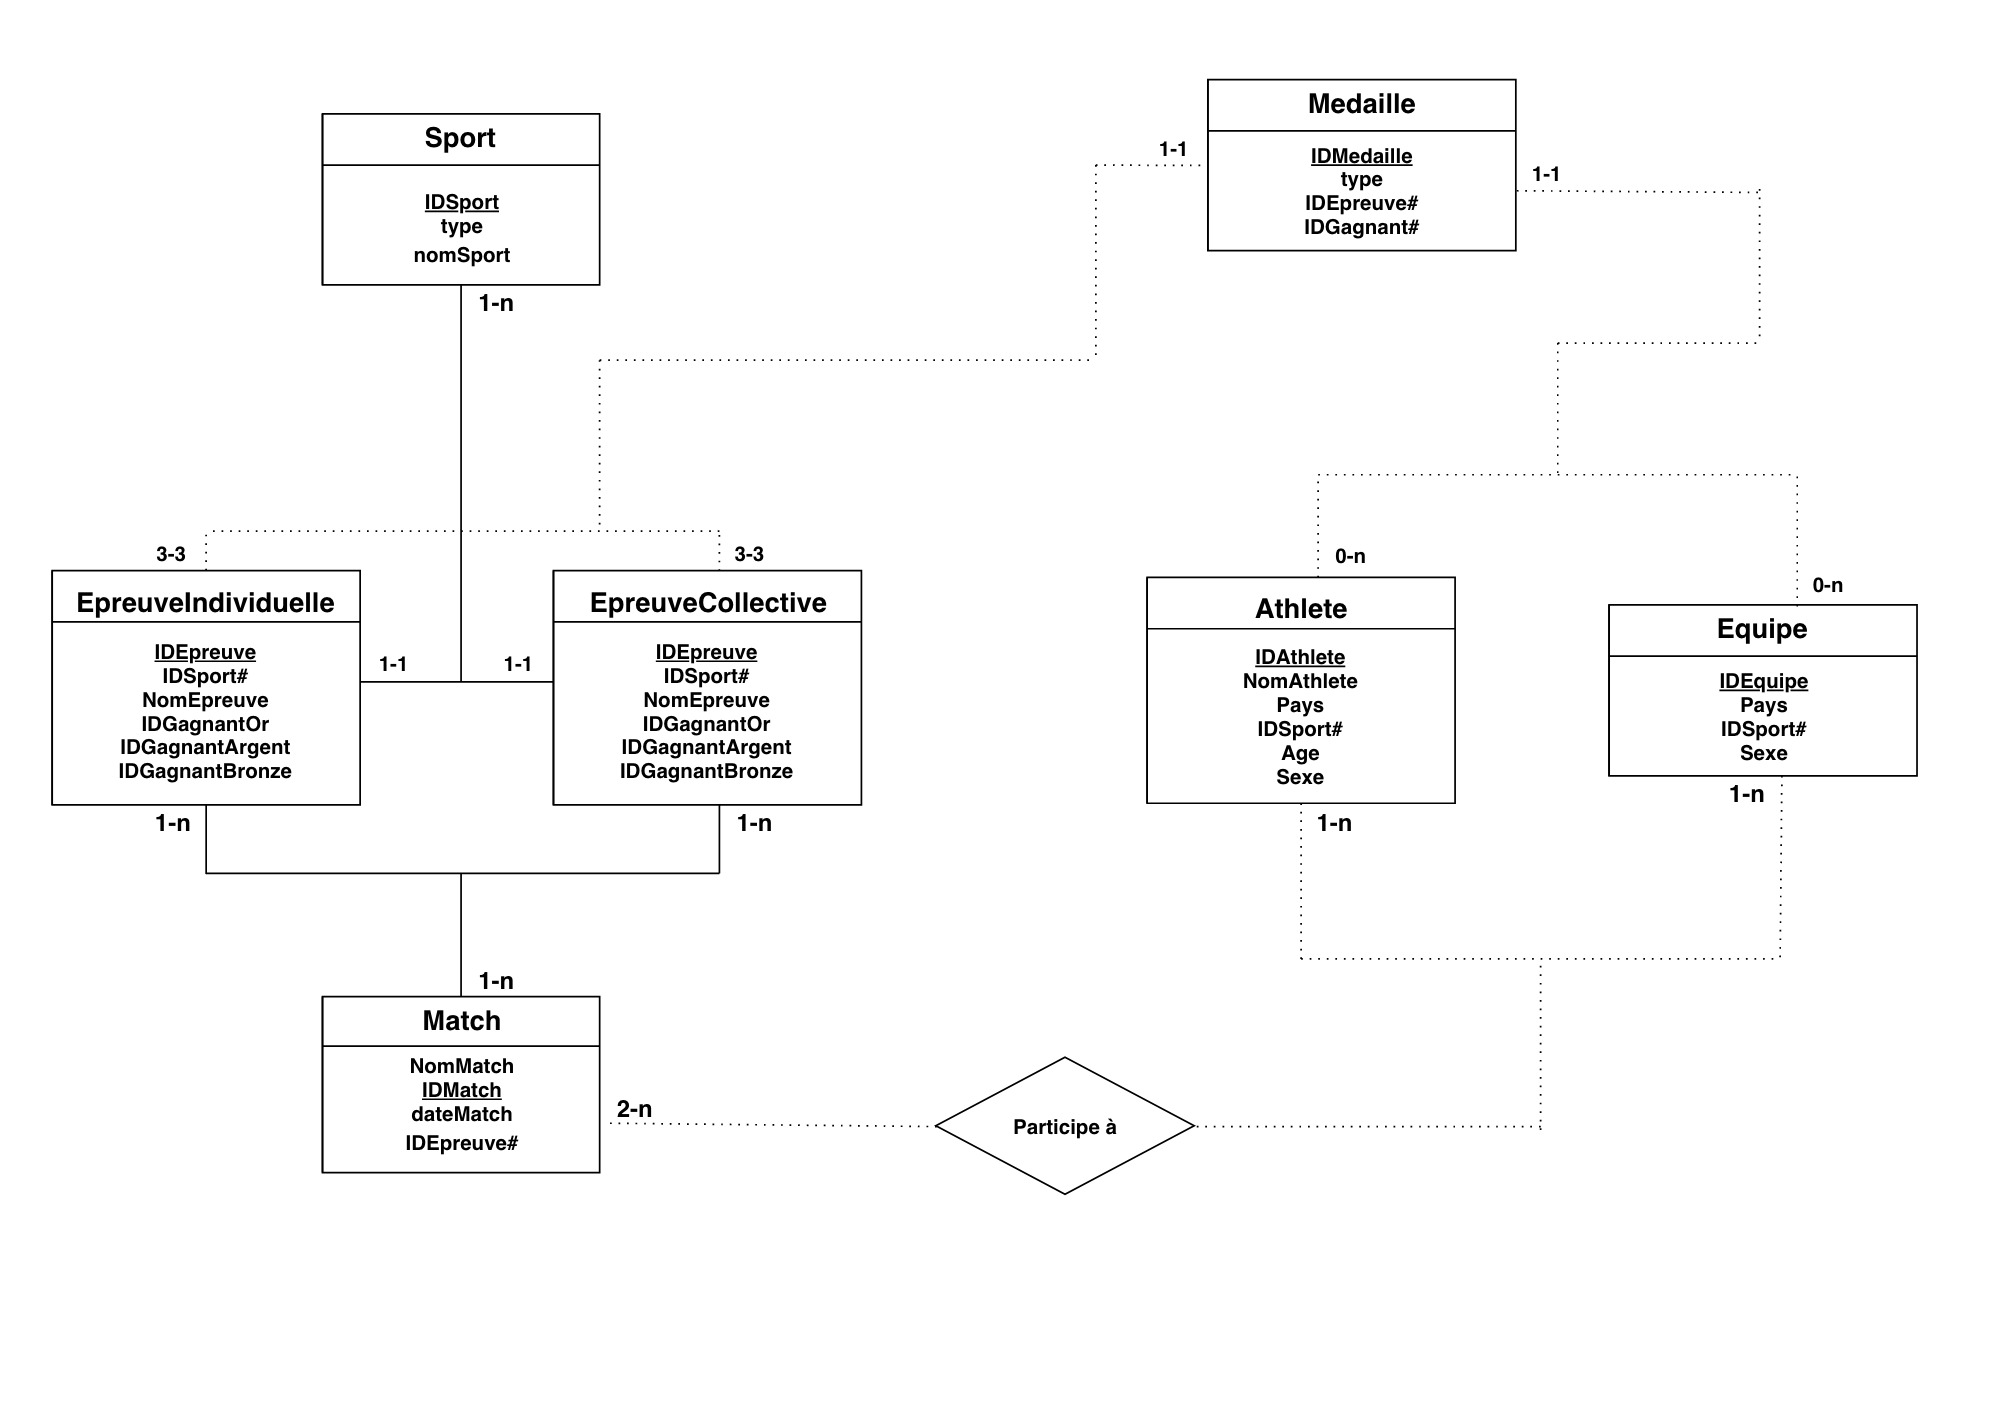 Sport
IDSport
type
nomSport
1-n
Medaille
IDMedaille
type
IDEpreuve#
IDGagnant#
1-1
1-1
3-3
3-3
EpreuveIndividuelle
IDEpreuve
IDSport#
NomEpreuve
IDGagnantOr
IDGagnantArgent
IDGagnantBronze
1-1
1-1
1-n
EpreuveCollective
IDEpreuve
IDSport#
NomEpreuve
IDGagnantOr
IDGagnantArgent
IDGagnantBronze
1-n
0-n
Athlete
IDAthlete
NomAthlete
Pays
IDSport#
Age
Sexe
1-n
0-n
Equipe
IDEquipe
Pays
IDSport#
Sexe
1-n
1-n
Match
NomMatch
IDMatch
dateMatch
IDEpreuve#
2-n
Participe à